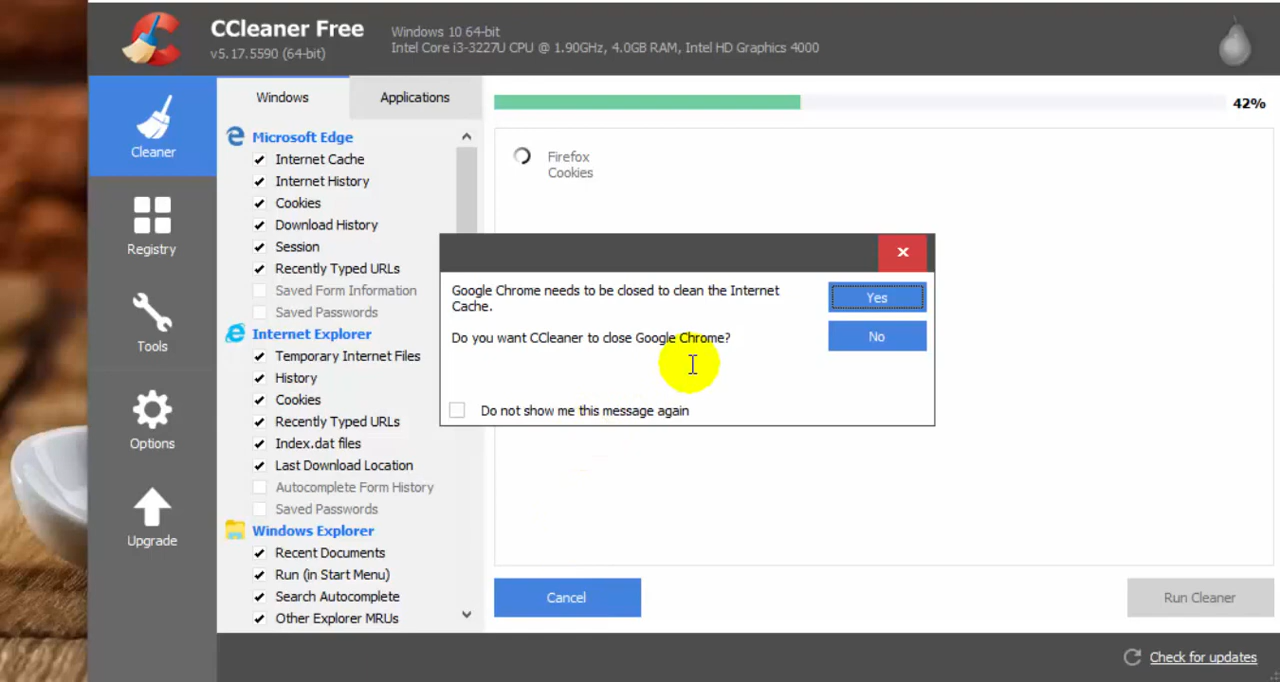 CCleaner Free
v5.17.5590 (64-bit)
Windows 10 64-bit
Intel Core i3-3227U CPU @ 1.90GHz, 4.0GB RAM, Intel HD Graphics 4000
Cleaner
Registry
Tools
Options
Upgrade
Windows
Applications
Microsoft Edge
Internet Cache
Internet History
Cookies
Download History
Session
Recently Typed URLs
Saved Form Information
Saved Passwords
Internet Explorer
Temporary Internet Files
History
Cookies
Recently Typed URLs
Index.dat files
Last Download Location
Autocomplete Form History
Saved Passwords
Windows Explorer
Recent Documents
Run (in Start Menu)
Search Autocomplete
Other Explorer MRUs
42%
Firefox
Cookies
Google Chrome needs to be closed to clean the Internet
Cache.
Do you want CCleaner to close Google Chrome?
Yes
No
Do not show me this message again
Cancel
Run Cleaner
Check for updates